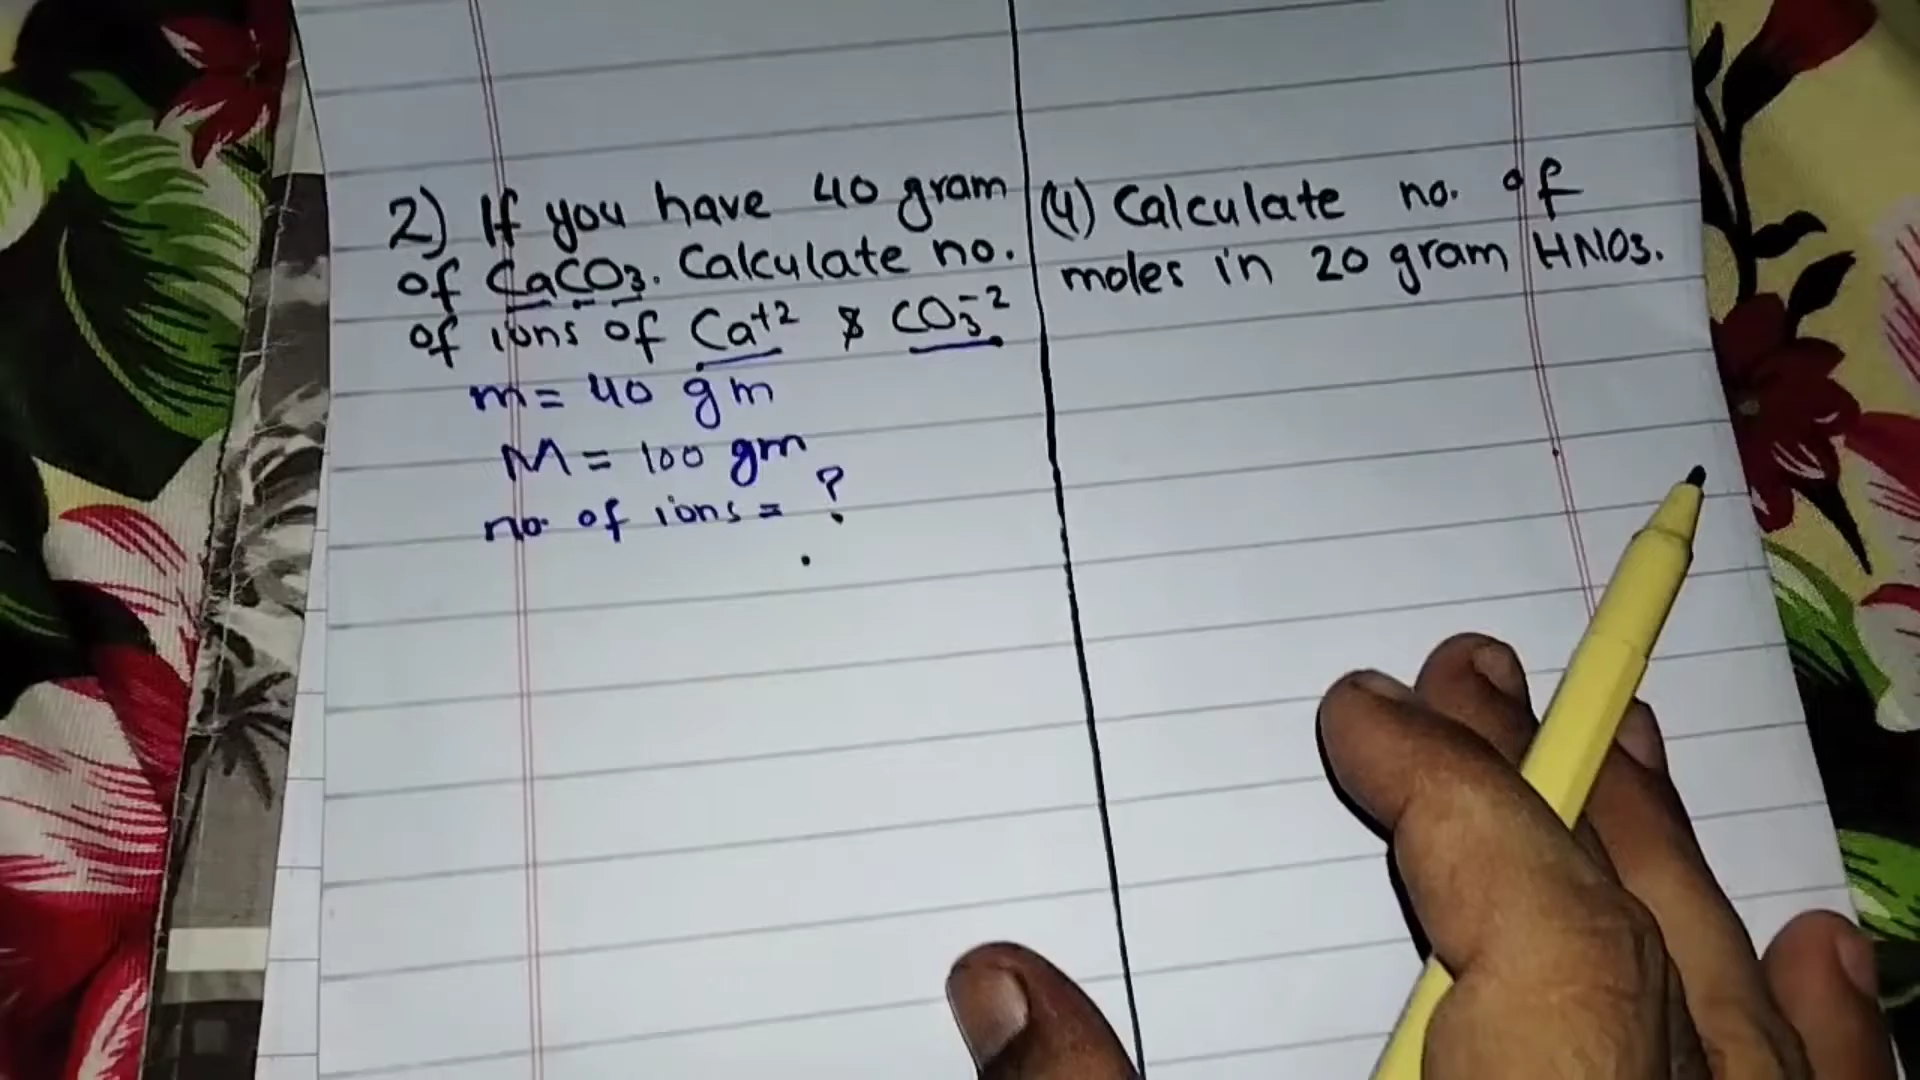 2) If you have 40 gram
of CaCO3. Calculate no.
of ions of Ca+2 & CO3-2
m = 40 gm
M = 100 gm
no. of ions = ?
(4) Calculate no. of
moles in 20 gram HNO3.